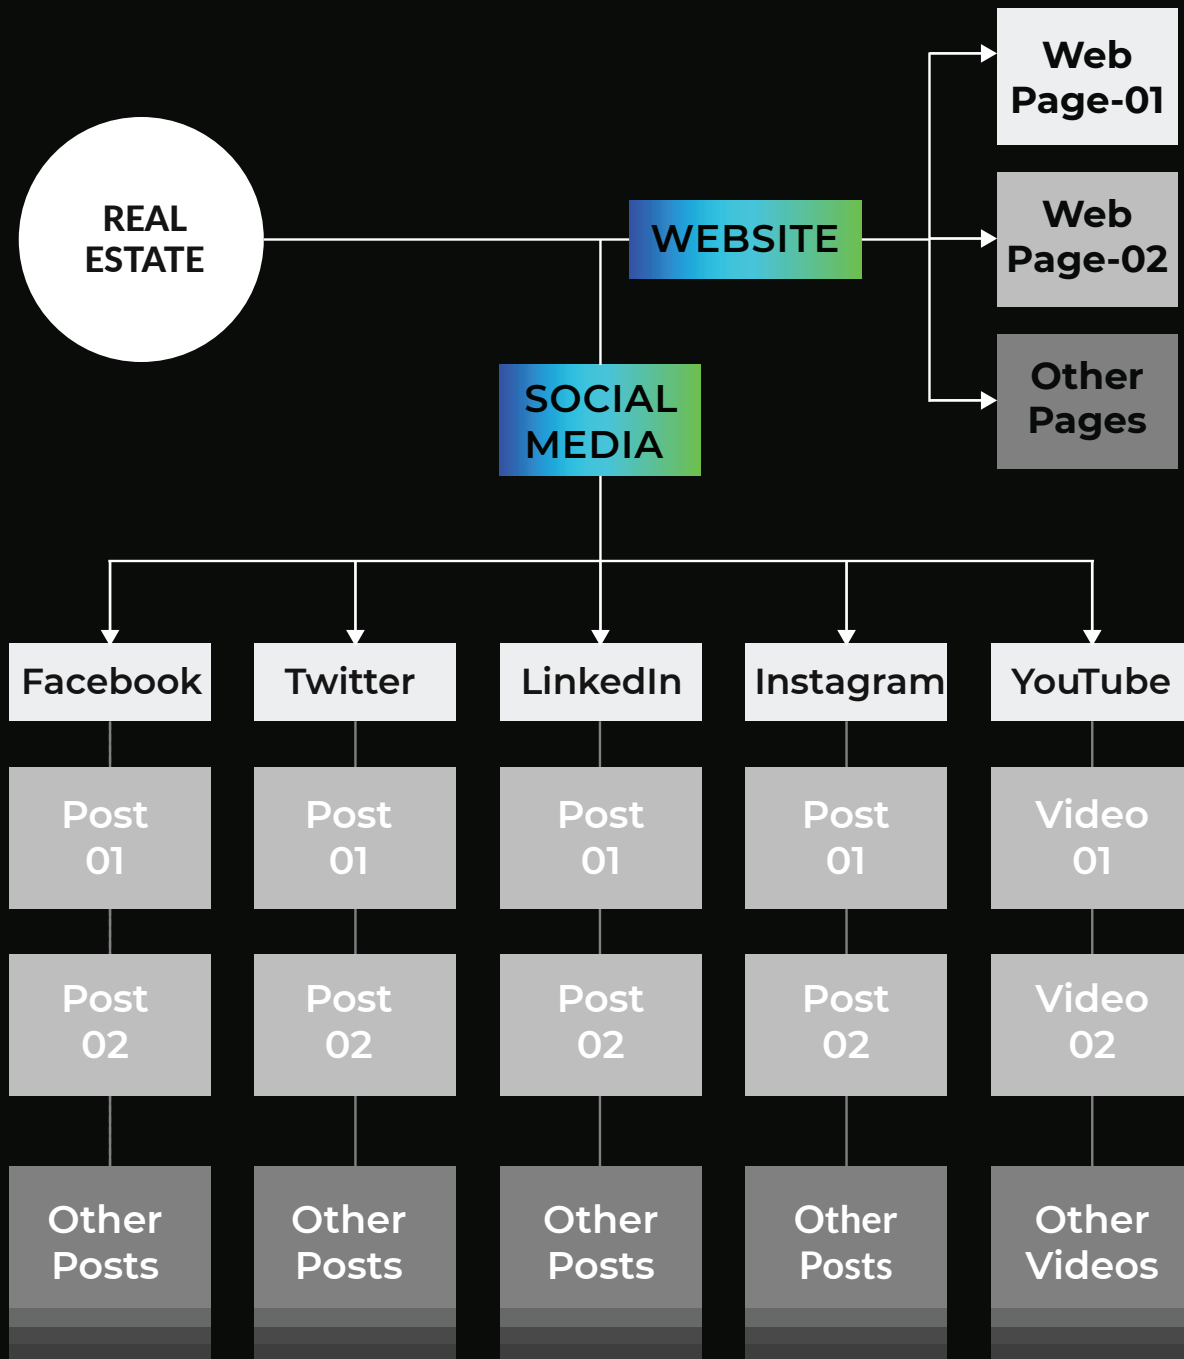 Web
Page-01
REAL
ESTATE
WEBSITE
Web
Page-02
Other
Pages
SOCIAL
MEDIA
Facebook
Twitter
LinkedIn
Instagram
YouTube
Post
01
Post
01
Post
01
Post
01
Video
01
Post
02
Post
02
Post
02
Post
02
Video
02
Other
Posts
Other
Posts
Other
Posts
Other
Posts
Other
Videos